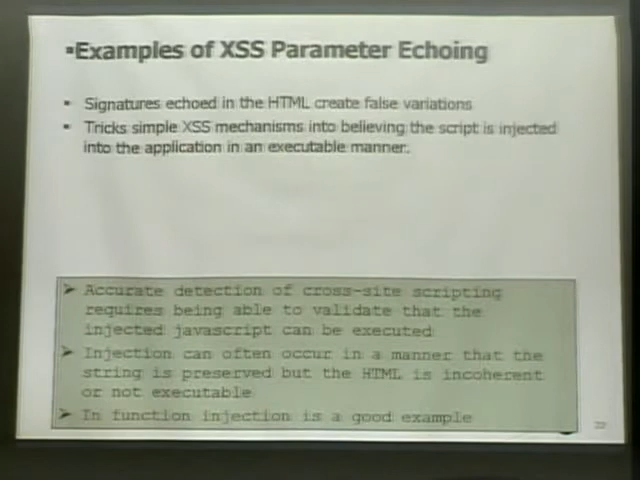 ▪Examples of XSS Parameter Echoing
▪ Signatures echoed in the HTML create false variations
▪ Tricks simple XSS mechanisms into believing the script is injected
into the application in an executable manner.
➢ Accurate detection of cross-site scripting
requires being able to validate that the
injected javascript can be executed
➢ Injection can often occur in a manner that the
string is preserved but the HTML is incoherent
or not executable
➢ In function injection is a good example